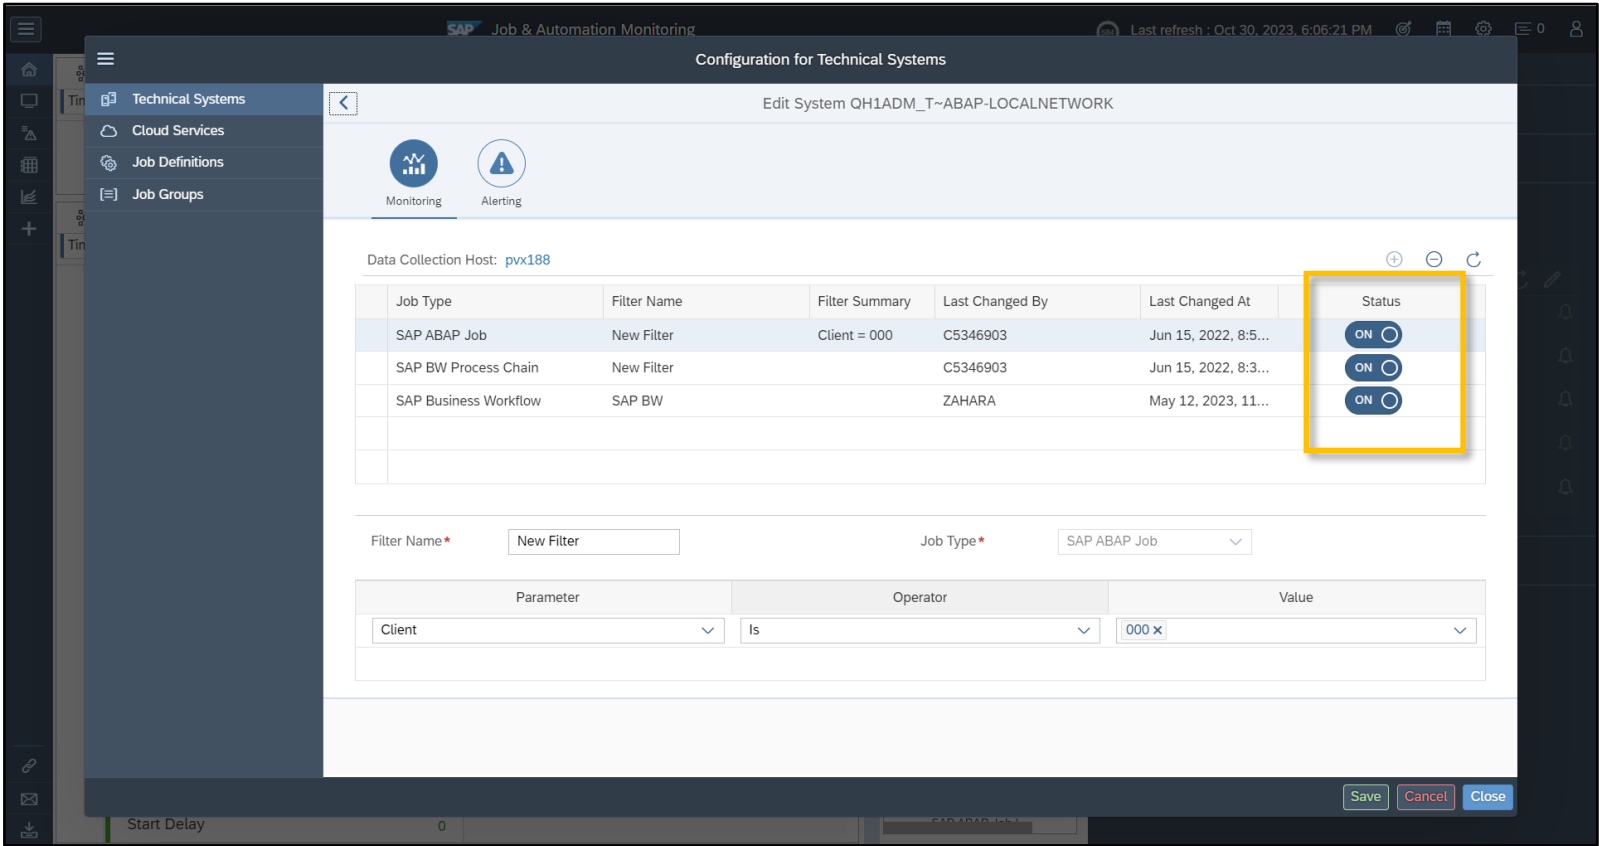 SAP Job & Automation Monitoring
Last refresh : Oct 30, 2023, 6:06:21 PM
0
Configuration for Technical Systems
Technical Systems
Cloud Services
Job Definitions
Job Groups
Edit System QH1ADM_T~ABAP-LOCALNETWORK
Monitoring
Alerting
Data Collection Host: pvx188
Job Type Filter Name Filter Summary Last Changed By Last Changed At Status
SAP ABAP Job New Filter Client = 000 C5346903 Jun 15, 2022, 8:5... ON
SAP BW Process Chain New Filter C5346903 Jun 15, 2022, 8:3... ON
SAP Business Workflow SAP BW ZAHARA May 12, 2023, 11... ON
Filter Name* New Filter Job Type* SAP ABAP Job
Parameter Operator Value
Client Is 000
Save Cancel Close
Tin
Tin
Start Delay 0